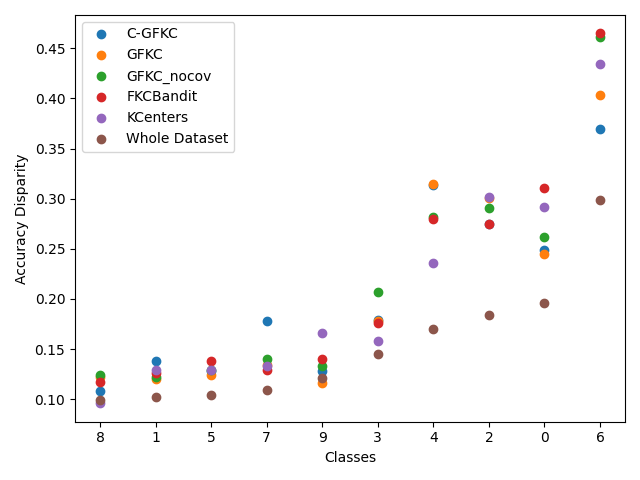 C-GFKC
GFKC
GFKC_nocov
FKCBandit
KCenters
Whole Dataset
Accuracy Disparity
0.45
0.40
0.35
0.30
0.25
0.20
0.15
0.10
8 1 5 7 9 3 4 2 0 6
Classes